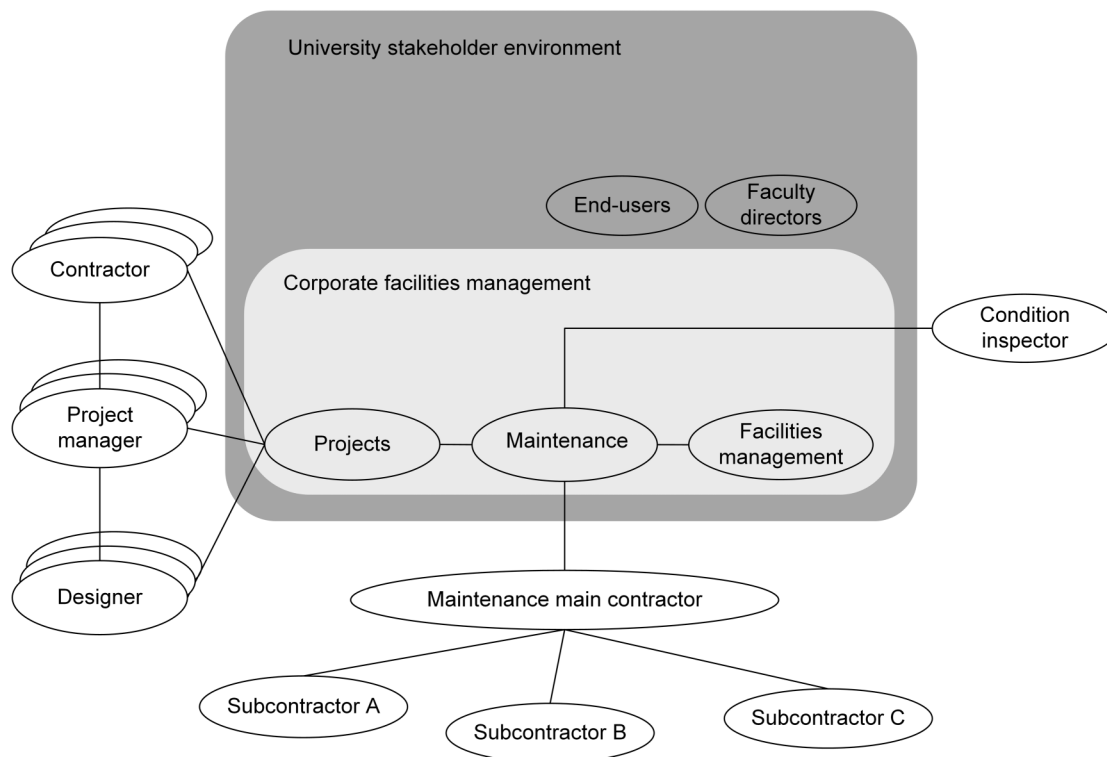 University stakeholder environment
End-users
Faculty
directors
Contractor
Corporate facilities management
Condition
inspector
Project
manager
Projects
Maintenance
Facilities
management
Designer
Maintenance main contractor
Subcontractor A
Subcontractor B
Subcontractor C